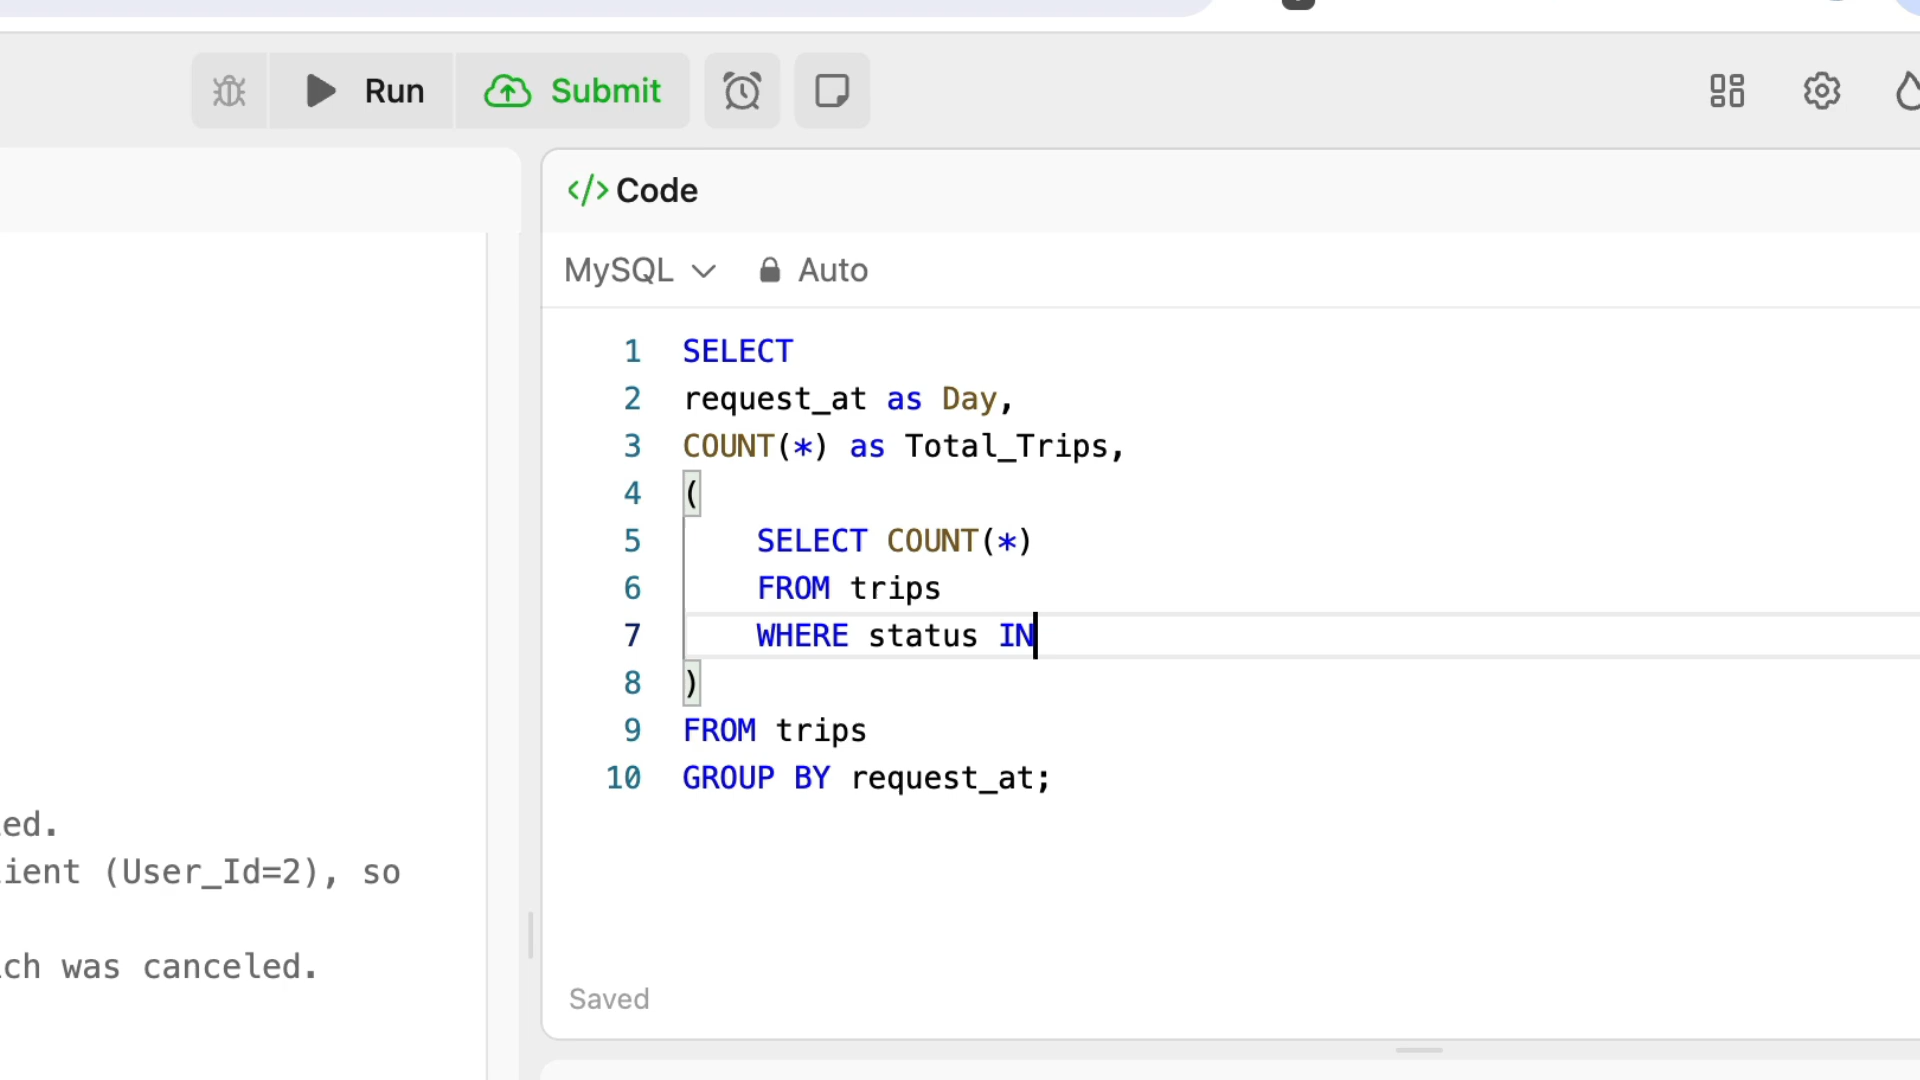 Run
Submit
</> Code
MySQL
Auto
1 SELECT
2 request_at as Day,
3 COUNT(*) as Total_Trips,
4 (
5 SELECT COUNT(*)
6 FROM trips
7 WHERE status IN
8 )
9 FROM trips
10 GROUP BY request_at;
ed.
ient (User_Id=2), so
ch was canceled.
Saved